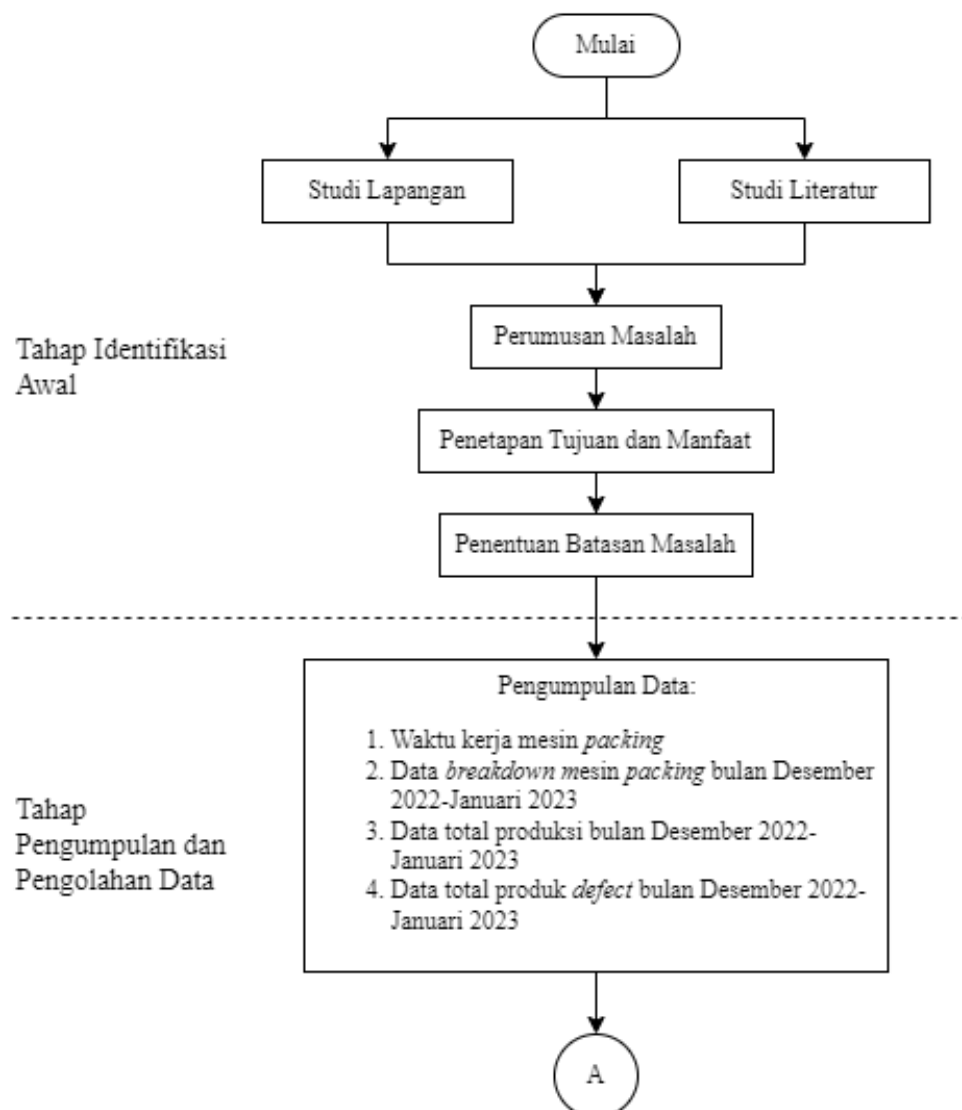 Mulai
Studi Lapangan
Studi Literatur
Perumusan Masalah
Tahap Identifikasi
Awal
Penetapan Tujuan dan Manfaat
Penentuan Batasan Masalah
Pengumpulan Data:
1. Waktu kerja mesin packing
2. Data breakdown mesin packing bulan Desember
2022-Januari 2023
3. Data total produksi bulan Desember 2022-
Januari 2023
4. Data total produk defect bulan Desember 2022-
Januari 2023
Tahap
Pengumpulan dan
Pengolahan Data
A